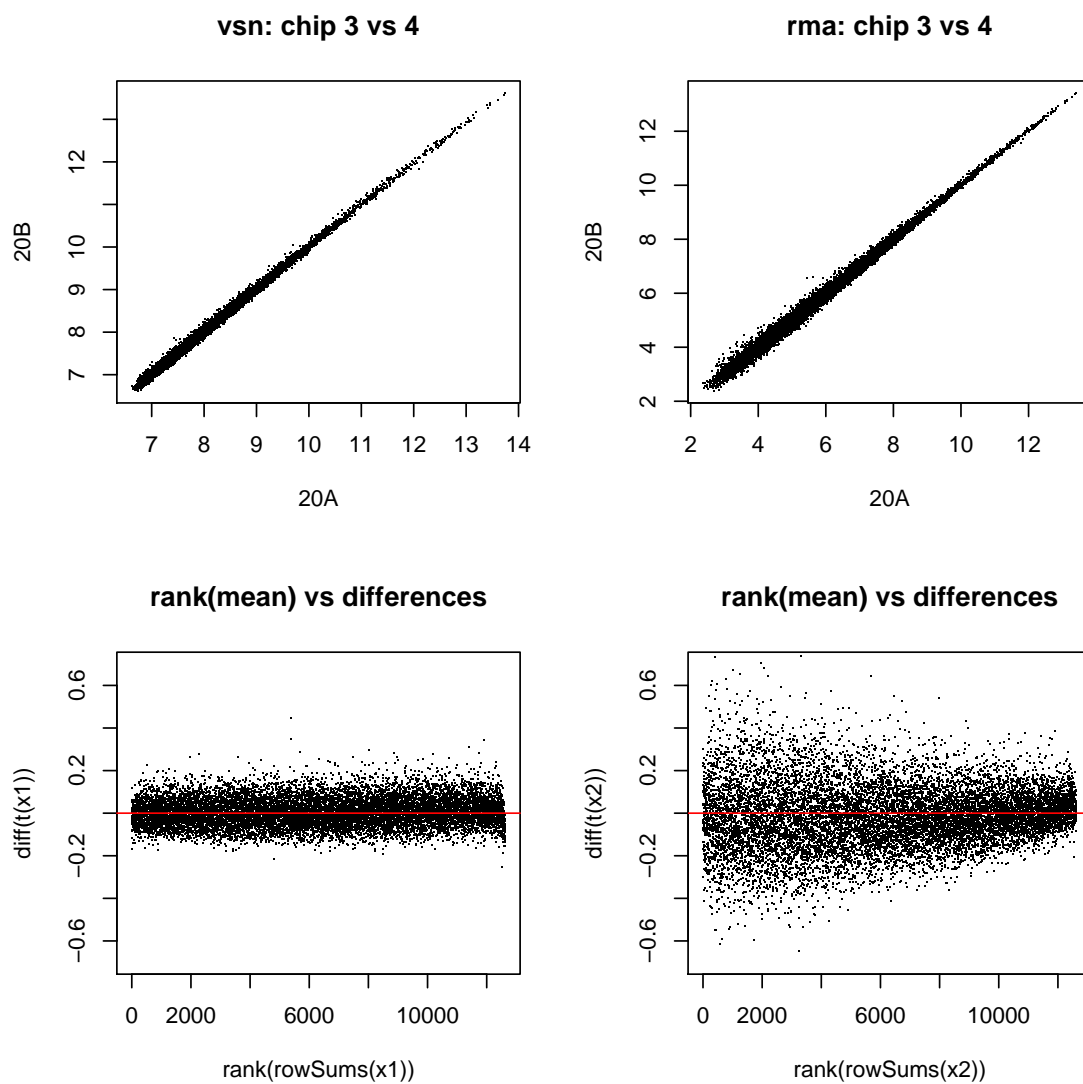 vsn: chip 3 vs 4
20B
12
10
9
8
7
7 8 9 10 11 12 13 14
20A
rma: chip 3 vs 4
20B
12
10
8
6
4
2
2 4 6 8 10 12
20A
rank(mean) vs differences
diff(t(x1))
0.6
0.2
−0.2
−0.6
0 2000 6000 10000
rank(rowSums(x1))
rank(mean) vs differences
diff(t(x2))
0.6
0.2
−0.2
−0.6
0 2000 6000 10000
rank(rowSums(x2))